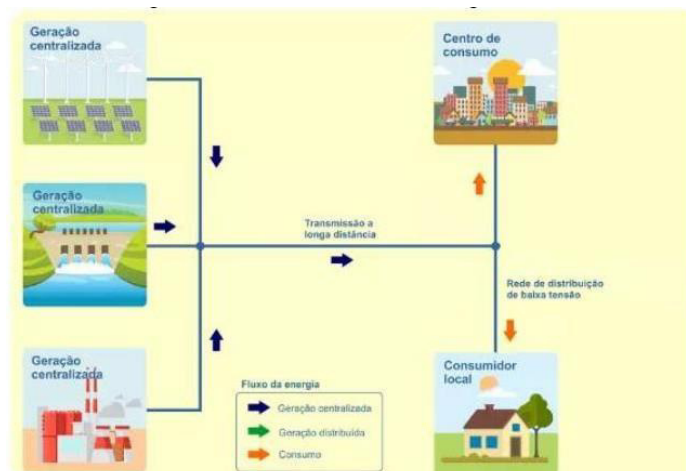 Geração
centralizada
Centro de
consumo
Geração
centralizada
Transmissão a
longa distância
Rede de distribuição
de baixa tensão
Geração
centralizada
Consumidor
local
Fluxo da energia
Geração centralizada
Geração distribuída
Consumo